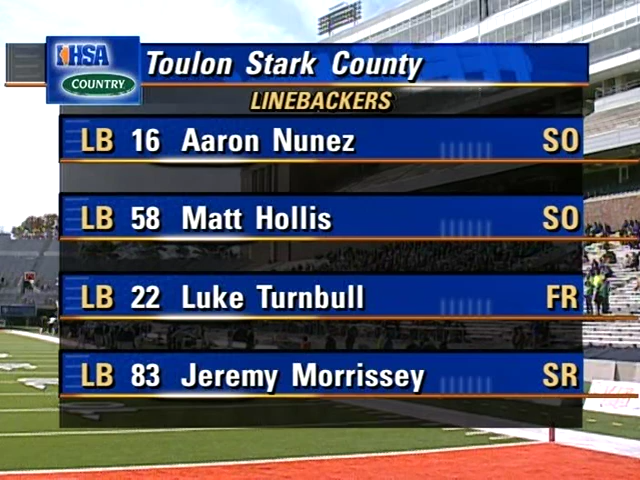 IHSA
COUNTRY
Toulon Stark County
LINEBACKERS
LB 16 Aaron Nunez SO
LB 58 Matt Hollis SO
LB 22 Luke Turnbull FR
LB 83 Jeremy Morrissey SR